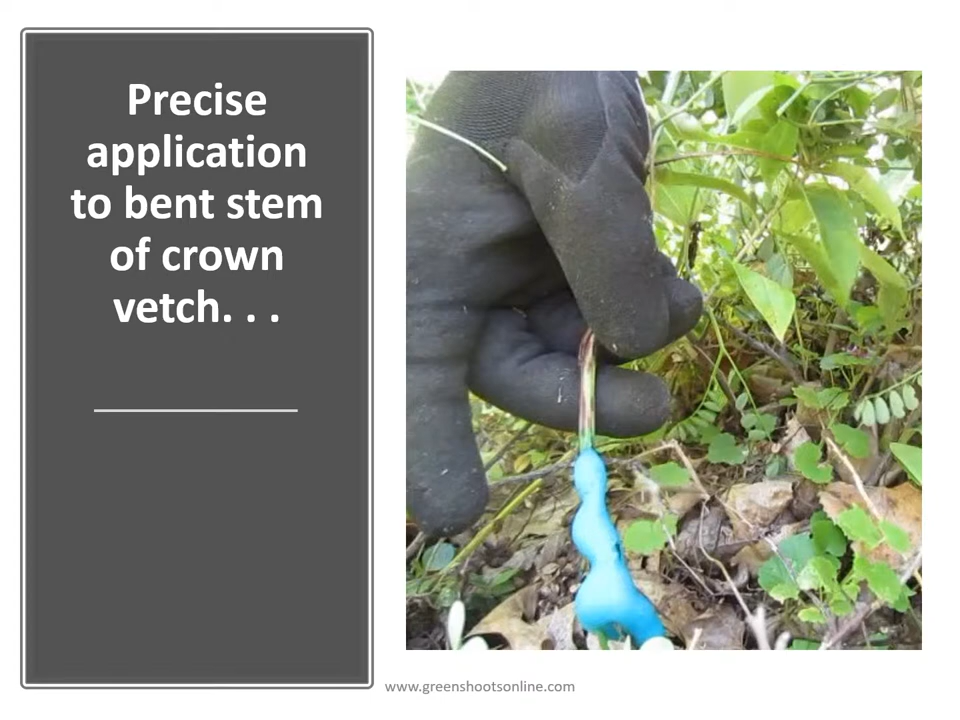 Precise
application
to bent stem
of crown
vetch. . .
www.greenshootsonline.com